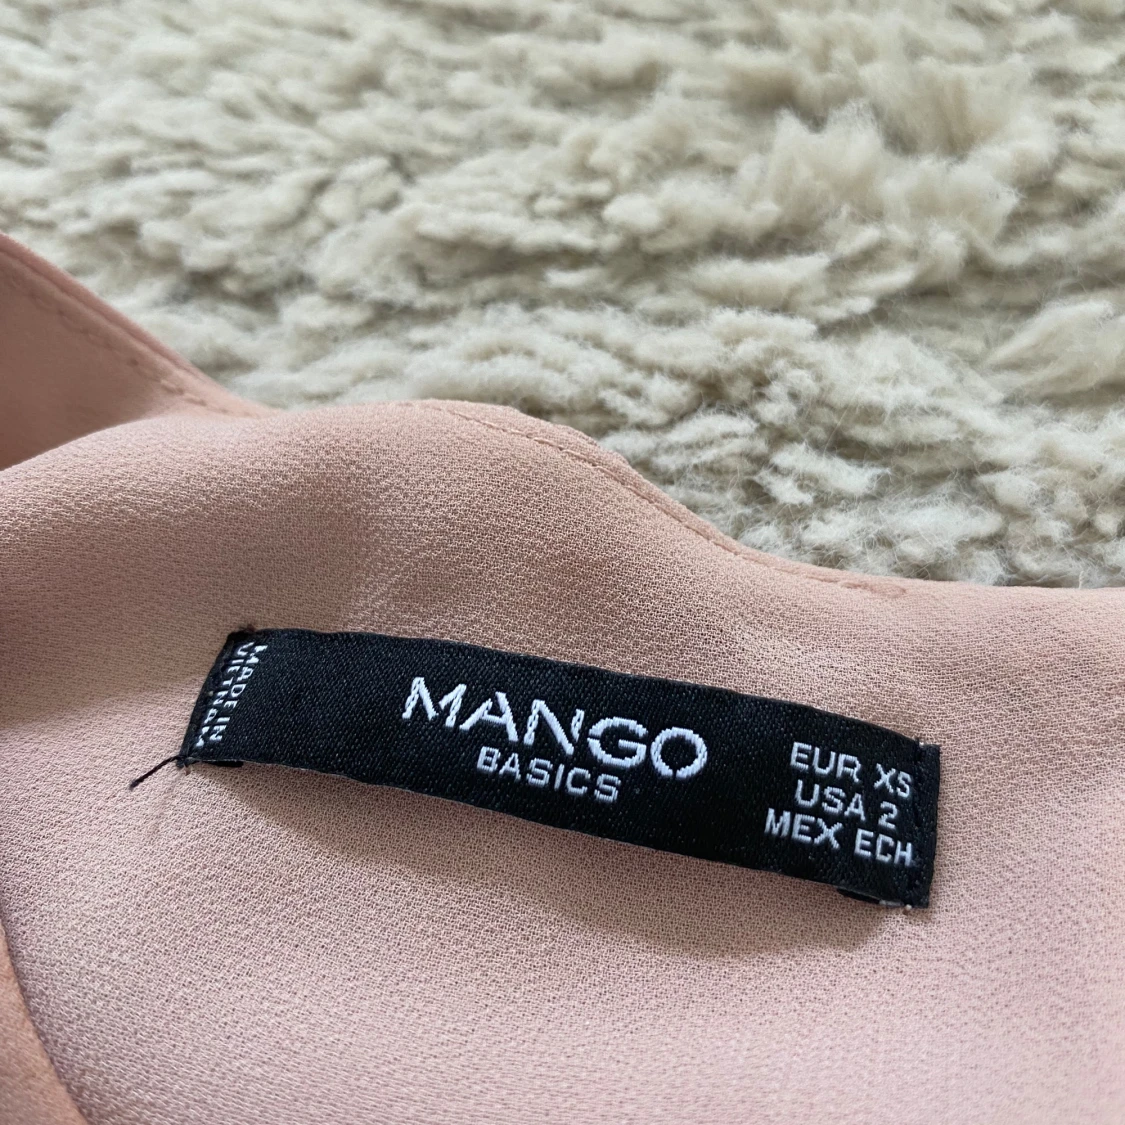 MADE IN
VIETNAM
MANGO
BASICS
EUR XS
USA 2
MEX ECH